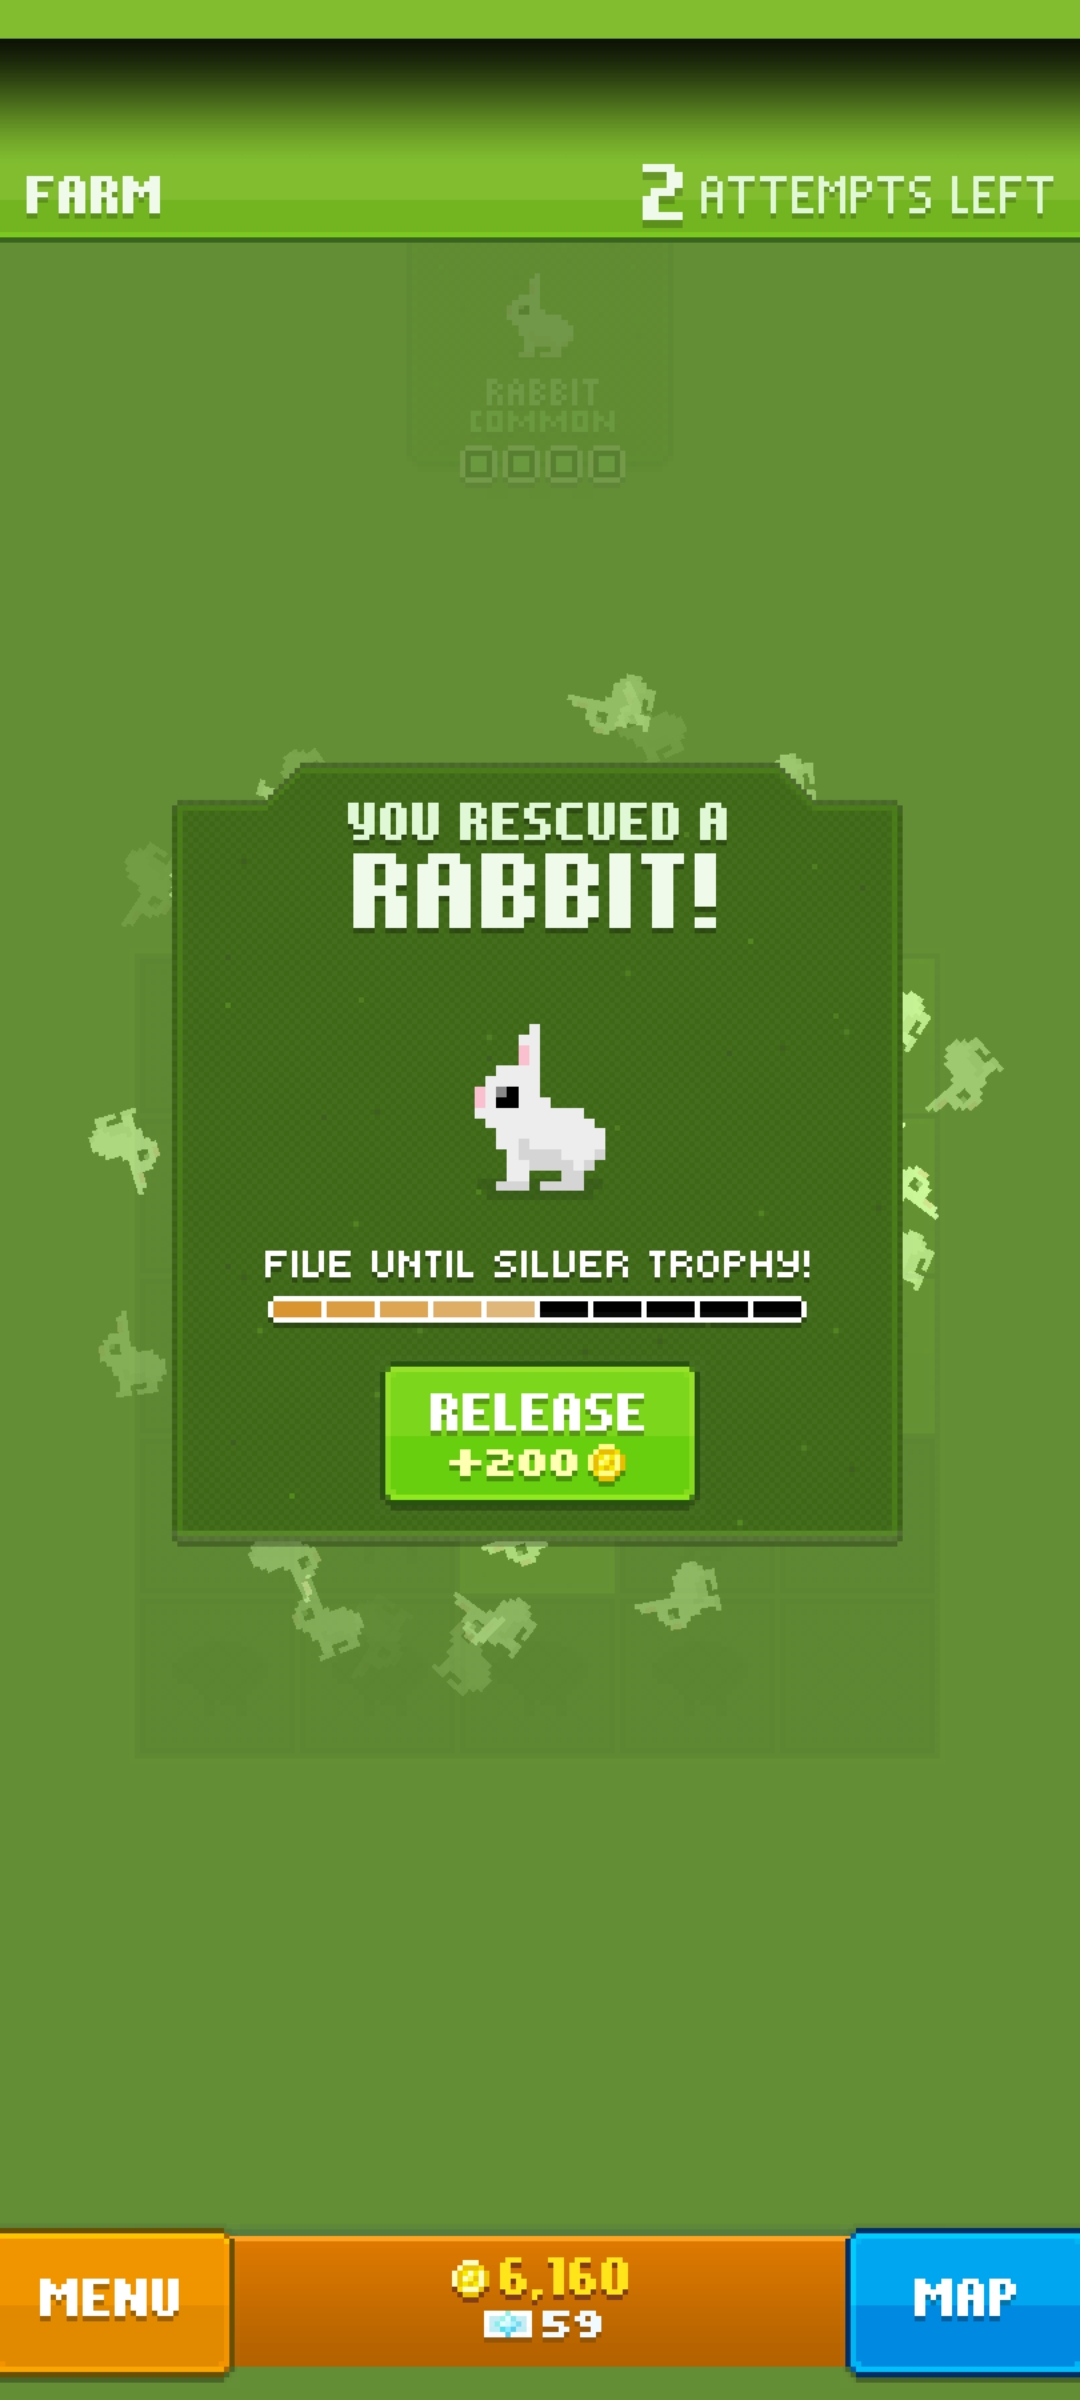 FARM
2 ATTEMPTS LEFT
RABBIT
COMMON
YOU RESCUED A
RABBIT!
FIVE UNTIL SILVER TROPHY!
RELEASE
+200
MENU
6,160
59
MAP